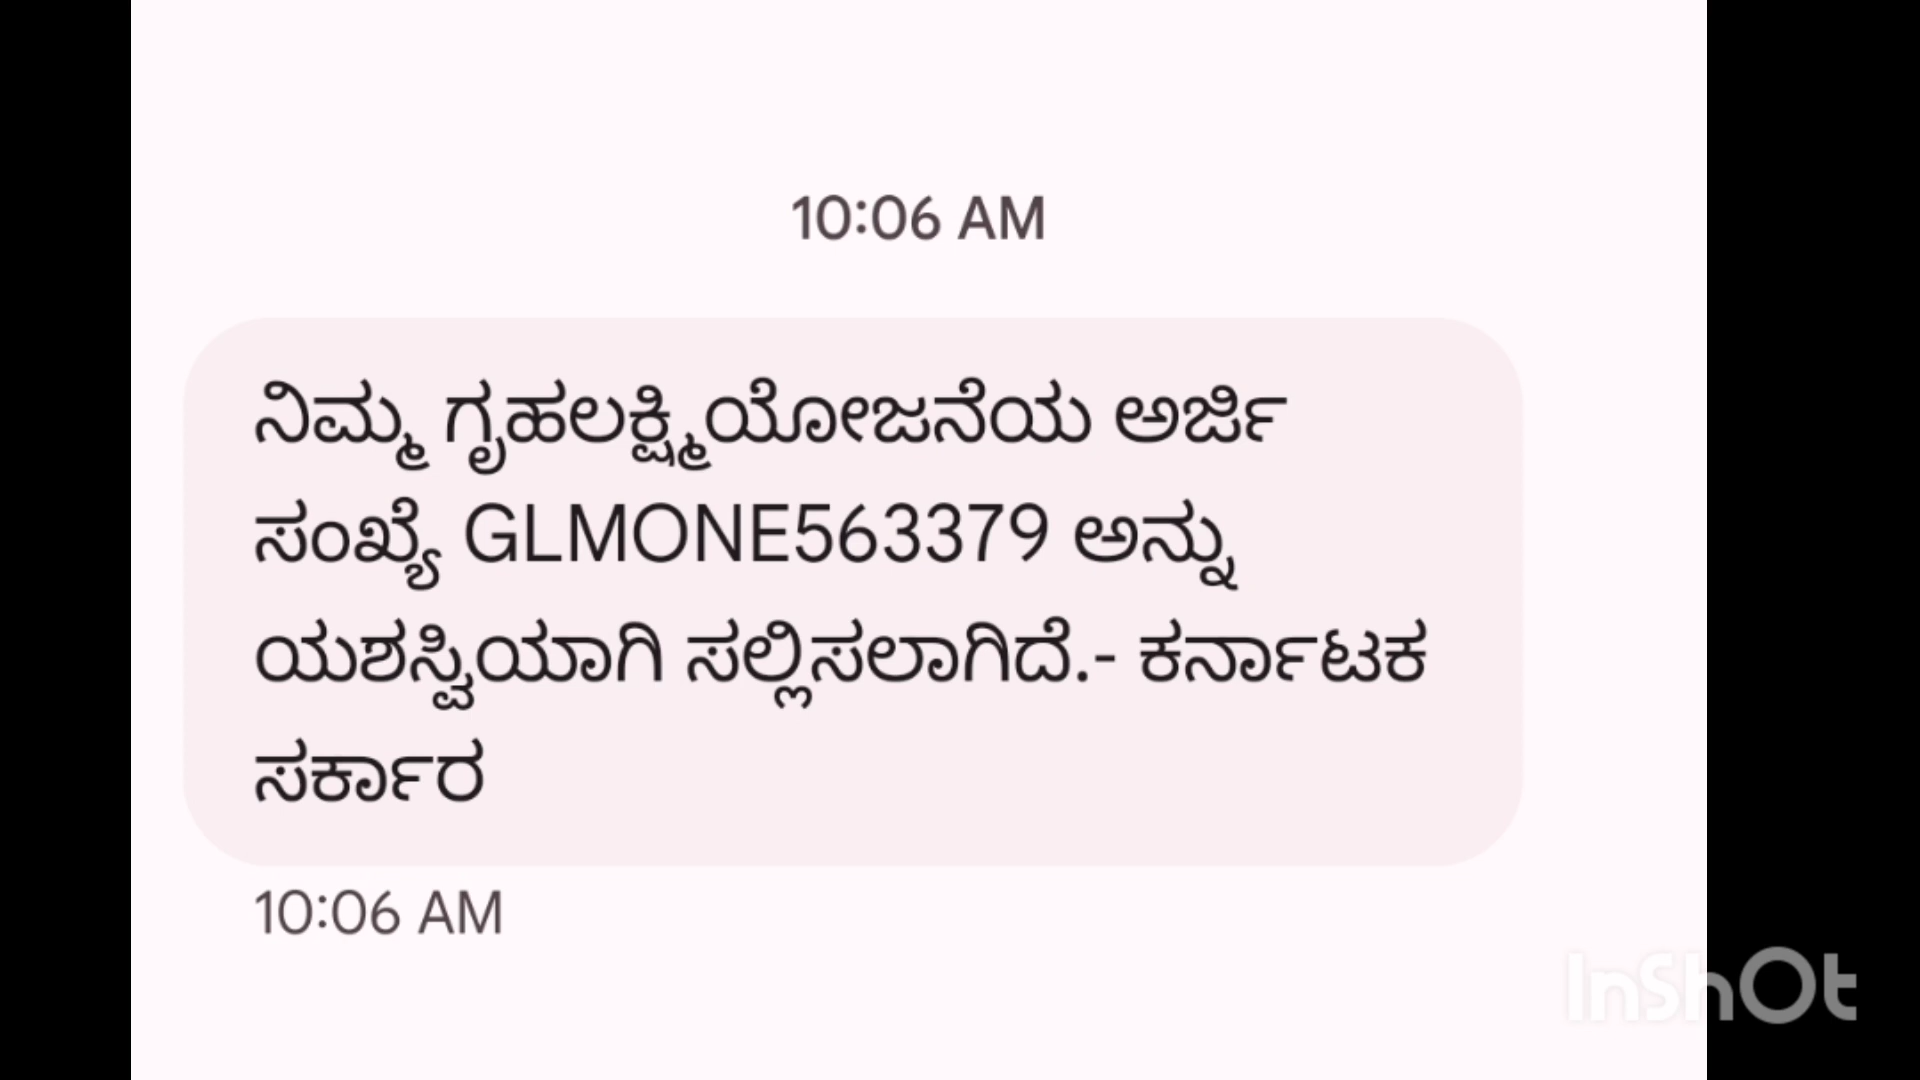 10:06 AM
ನಿಮ್ಮ ಗೃಹಲಕ್ಷ್ಮಿಯೋಜನೆಯ ಅರ್ಜಿ
ಸಂಖ್ಯೆ GLMONE563379 ಅನ್ನು
ಯಶಸ್ವಿಯಾಗಿ ಸಲ್ಲಿಸಲಾಗಿದೆ.- ಕರ್ನಾಟಕ
ಸರ್ಕಾರ
10:06 AM
InShOt